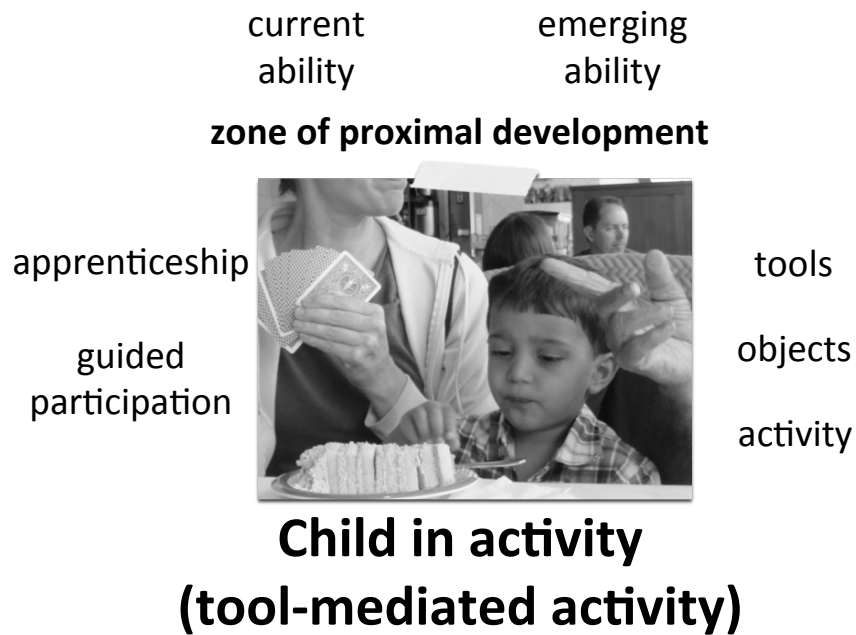 current
ability
emerging
ability
zone of proximal development
apprenticeship
guided
participation
tools
objects
activity
Child in activity
(tool-mediated activity)